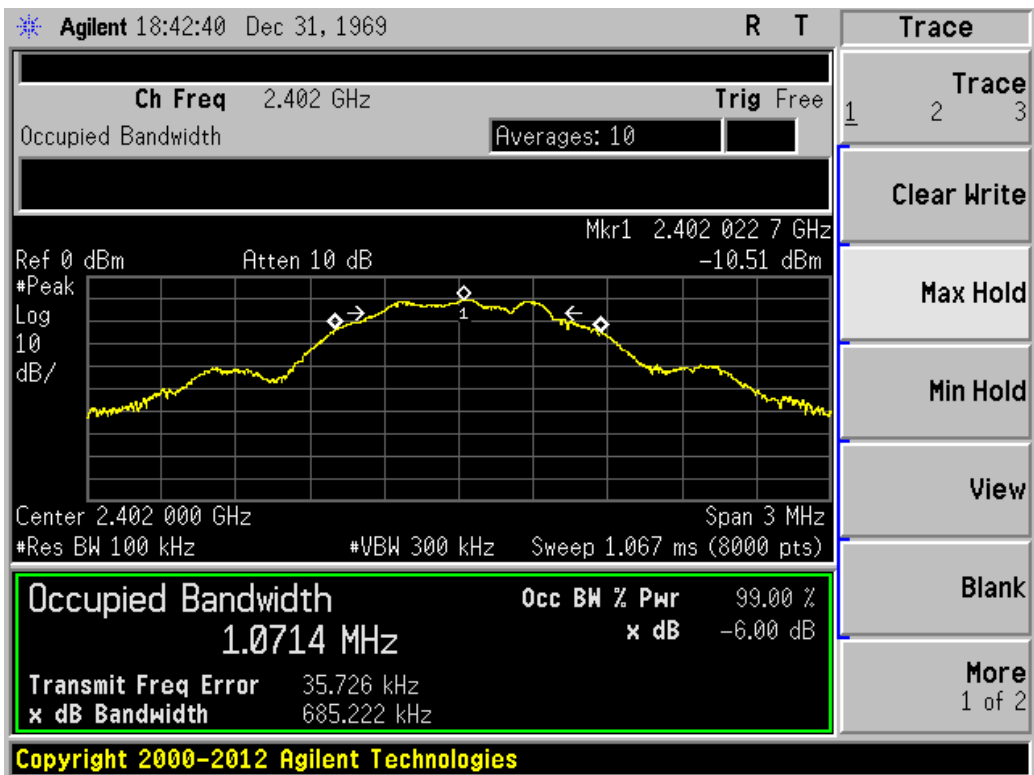 Agilent 18:42:40 Dec 31, 1969 R T
Trace
Ch Freq 2.402 GHz Trig Free
Occupied Bandwidth Averages: 10
Mkr1 2.402 022 7 GHz
Ref 0 dBm Atten 10 dB -10.51 dBm
#Peak
Log
10
dB/
1
Center 2.402 000 GHz Span 3 MHz
#Res BW 100 kHz #VBW 300 kHz Sweep 1.067 ms (8000 pts)
Occupied Bandwidth Occ BW % Pwr 99.00 %
1.0714 MHz x dB -6.00 dB
Transmit Freq Error 35.726 kHz
x dB Bandwidth 685.222 kHz
Copyright 2000-2012 Agilent Technologies
Trace
1 2 3
Clear Write
Max Hold
Min Hold
View
Blank
More
1 of 2